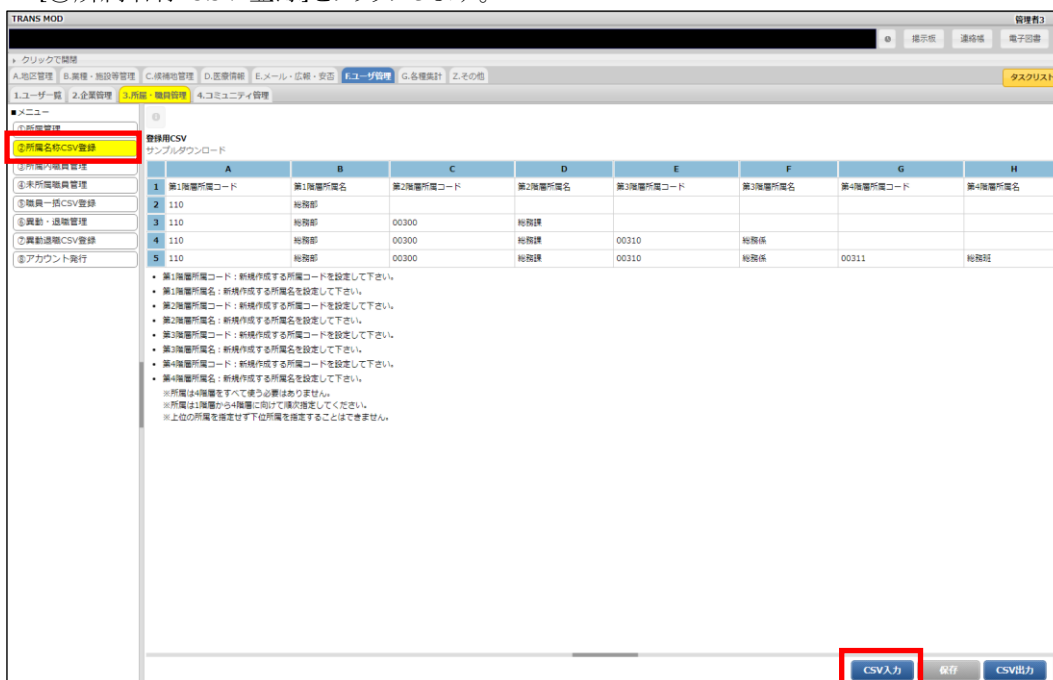 TRANS MOD 管理者3
掲示板 連絡帳 電子図書
› クリックで開閉
A.地区管理 B.業種・施設等管理 C.候補地管理 D.医療情報 E.メール・広報・安否 F.ユーザ管理 G.各種集計 Z.その他 タスクリスト
1.ユーザ一覧 2.企業管理 3.所属・職員管理 4.コミュニティ管理
■メニュー
①所属管理
②所属名称CSV登録
③所属内職員管理
④未所属職員管理
⑤職員一括CSV登録
⑥異動・退職管理
⑦異動退職CSV登録
⑧アカウント発行
登録用CSV
サンプルダウンロード
A B C D E F G H
1 第1階層所属コード 第1階層所属名 第2階層所属コード 第2階層所属名 第3階層所属コード 第3階層所属名 第4階層所属コード 第4階層所属名
2 110 総務部
3 110 総務部 00300 総務課
4 110 総務部 00300 総務課 00310 総務係
5 110 総務部 00300 総務課 00310 総務係 00311 総務班
• 第1階層所属コード：新規作成する所属コードを設定して下さい。
• 第1階層所属名：新規作成する所属名を設定して下さい。
• 第2階層所属コード：新規作成する所属コードを設定して下さい。
• 第2階層所属名：新規作成する所属名を設定して下さい。
• 第3階層所属コード：新規作成する所属コードを設定して下さい。
• 第3階層所属名：新規作成する所属名を設定して下さい。
• 第4階層所属コード：新規作成する所属コードを設定して下さい。
• 第4階層所属名：新規作成する所属名を設定して下さい。
※所属は4階層をすべて使う必要はありません。
※所属は1階層から4階層に向けて順次指定してください。
※上位の所属を指定せず下位所属を指定することはできません。
CSV入力 保存 CSV出力